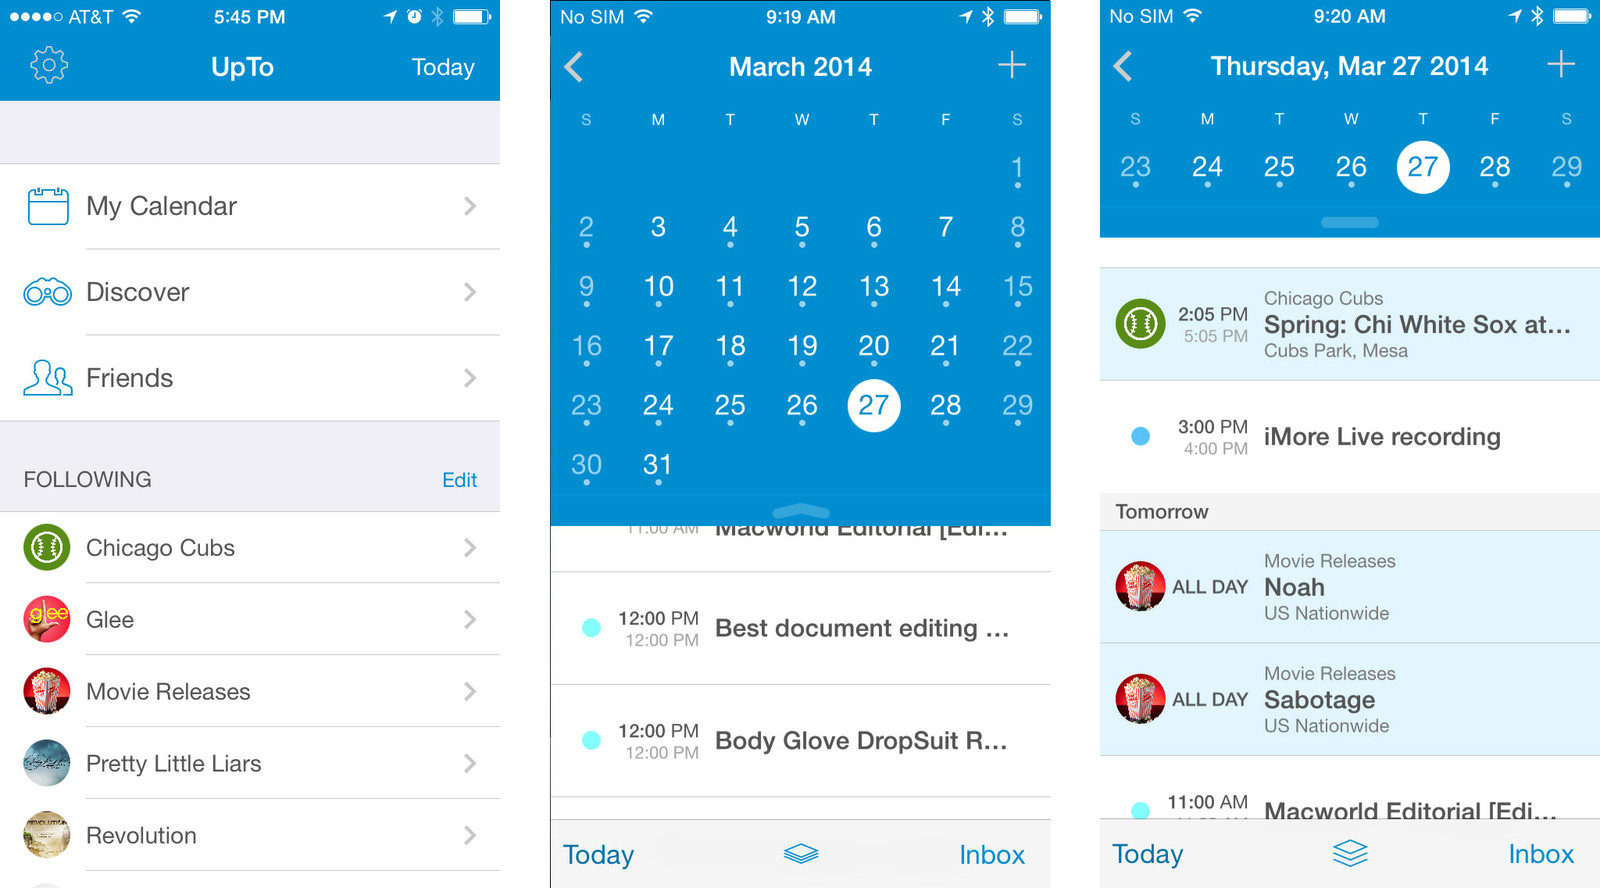 AT&T 5:45 PM
UpTo Today
My Calendar
Discover
Friends
FOLLOWING Edit
Chicago Cubs
glee
Glee
Movie Releases
Pretty Little Liars
Revolution
No SIM 9:19 AM
March 2014
S M T W T F S
1
2 3 4 5 6 7 8
9 10 11 12 13 14 15
16 17 18 19 20 21 22
23 24 25 26 27 28 29
30 31
11:00 AM Macworld Editorial [Edi...
12:00 PM
12:00 PM
Best document editing ...
12:00 PM
12:00 PM
Body Glove DropSuit R...
Today Inbox
No SIM 9:20 AM
Thursday, Mar 27 2014
S M T W T F S
23 24 25 26 27 28 29
2:05 PM
5:05 PM
Chicago Cubs
Spring: Chi White Sox at...
Cubs Park, Mesa
3:00 PM
4:00 PM
iMore Live recording
Tomorrow
ALL DAY
Movie Releases
Noah
US Nationwide
ALL DAY
Movie Releases
Sabotage
US Nationwide
11:00 AM
Macworld Editorial [Edi...
Today Inbox